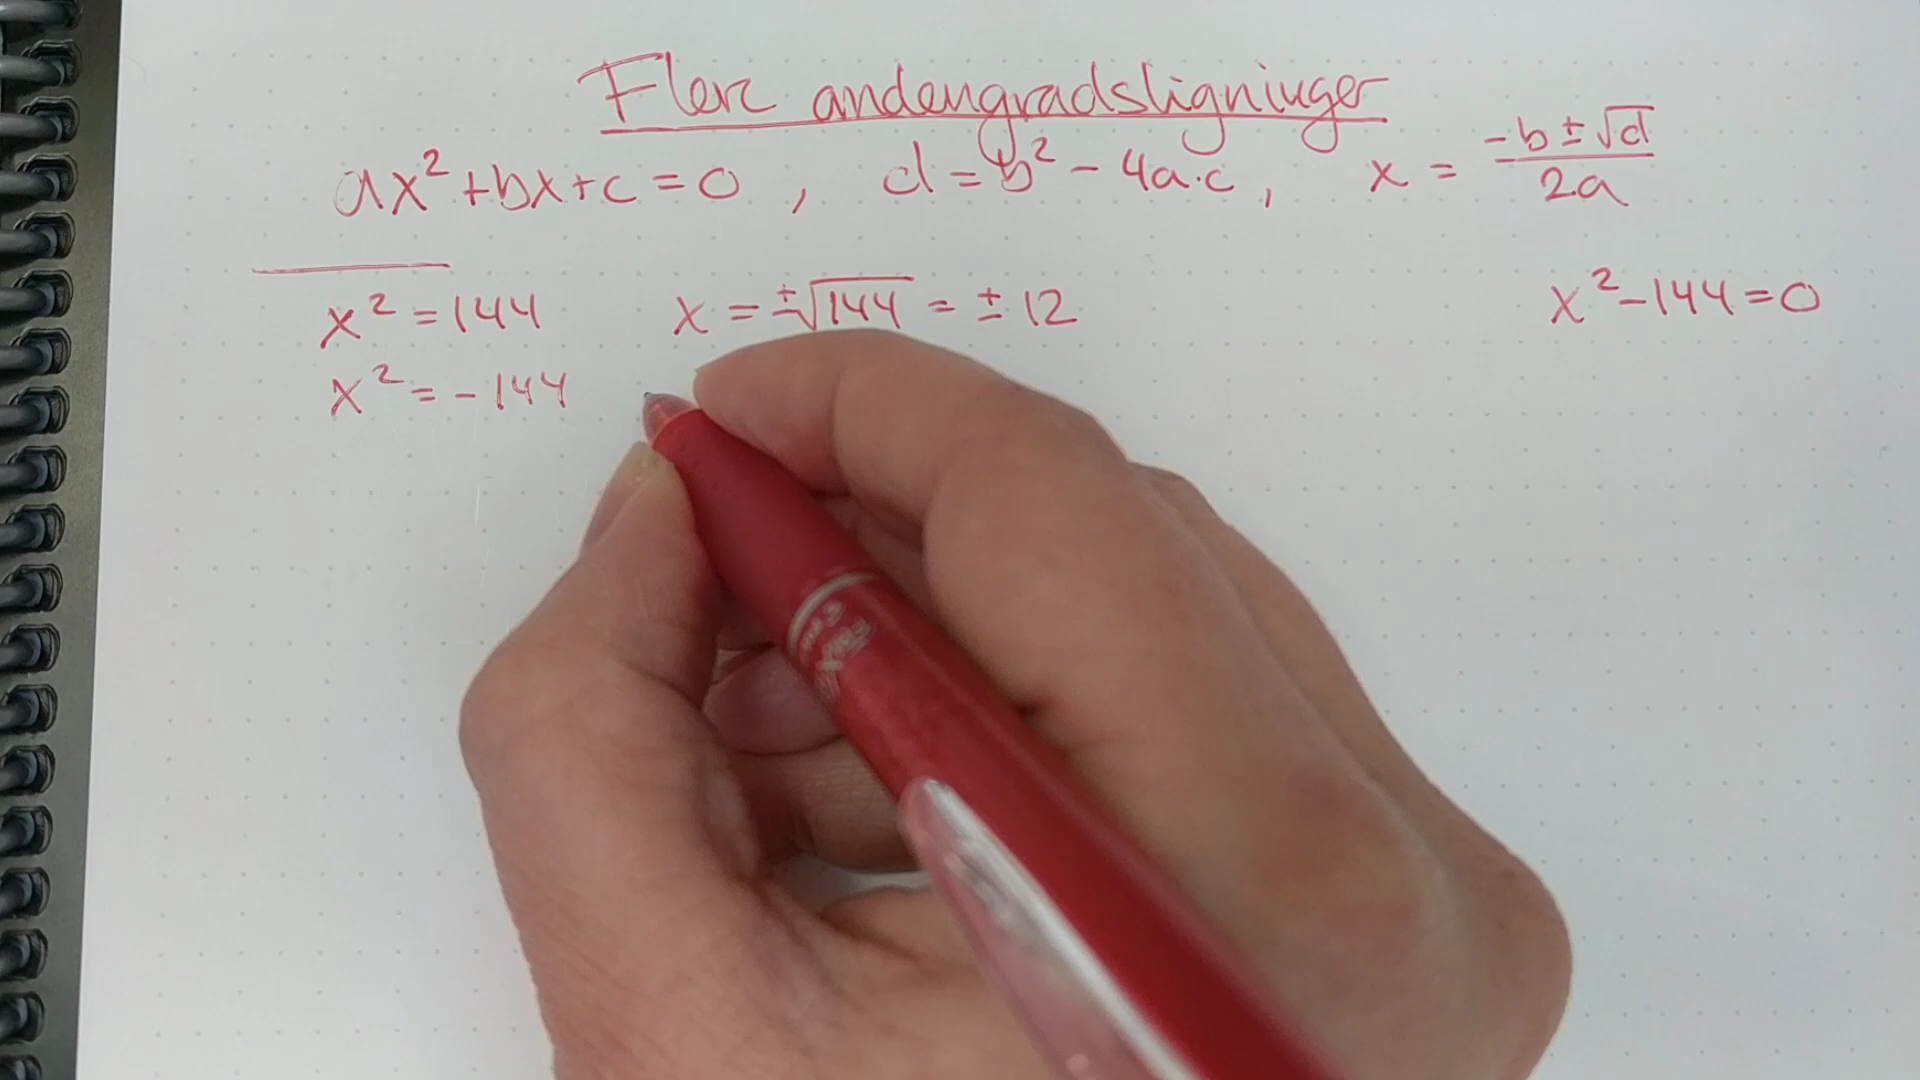 Flere andengradsligninger
ax² + bx + c = 0 , d = b² - 4a·c , x = (-b ± √d) / 2a
x² = 144 x = ±√144 = ± 12 x² - 144 = 0
x² = - 144